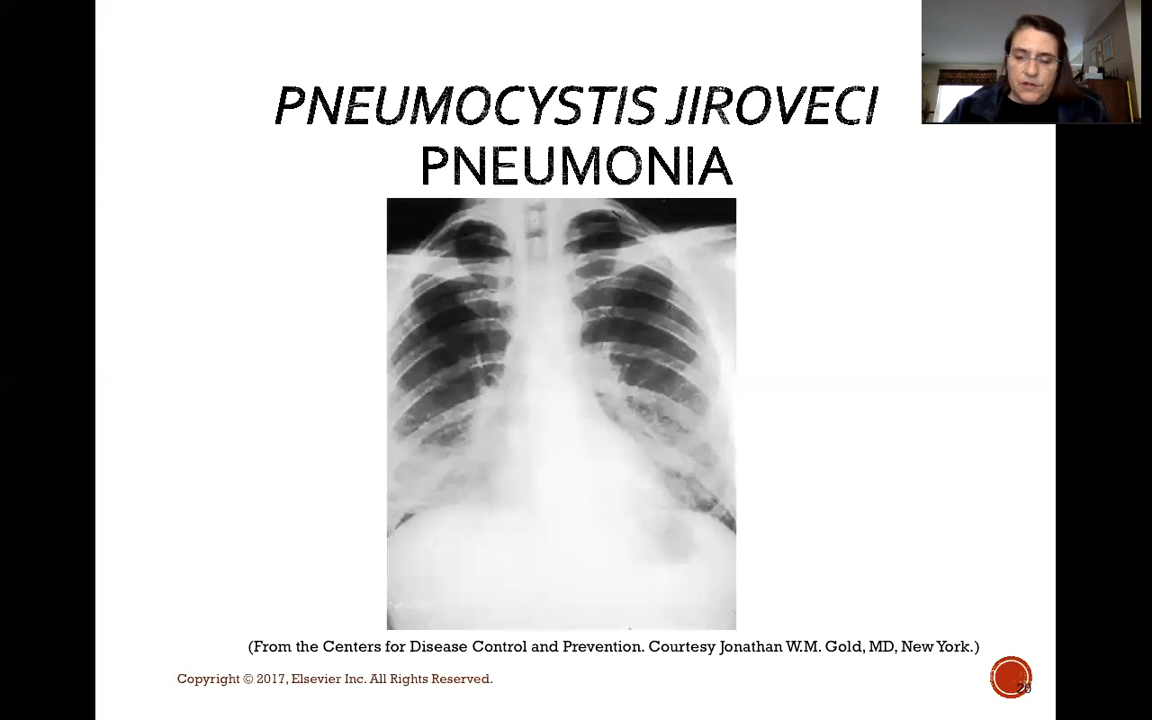 PNEUMOCYSTIS JIROVECI
PNEUMONIA
(From the Centers for Disease Control and Prevention. Courtesy Jonathan W.M. Gold, MD, New York.)
Copyright © 2017, Elsevier Inc. All Rights Reserved.
20